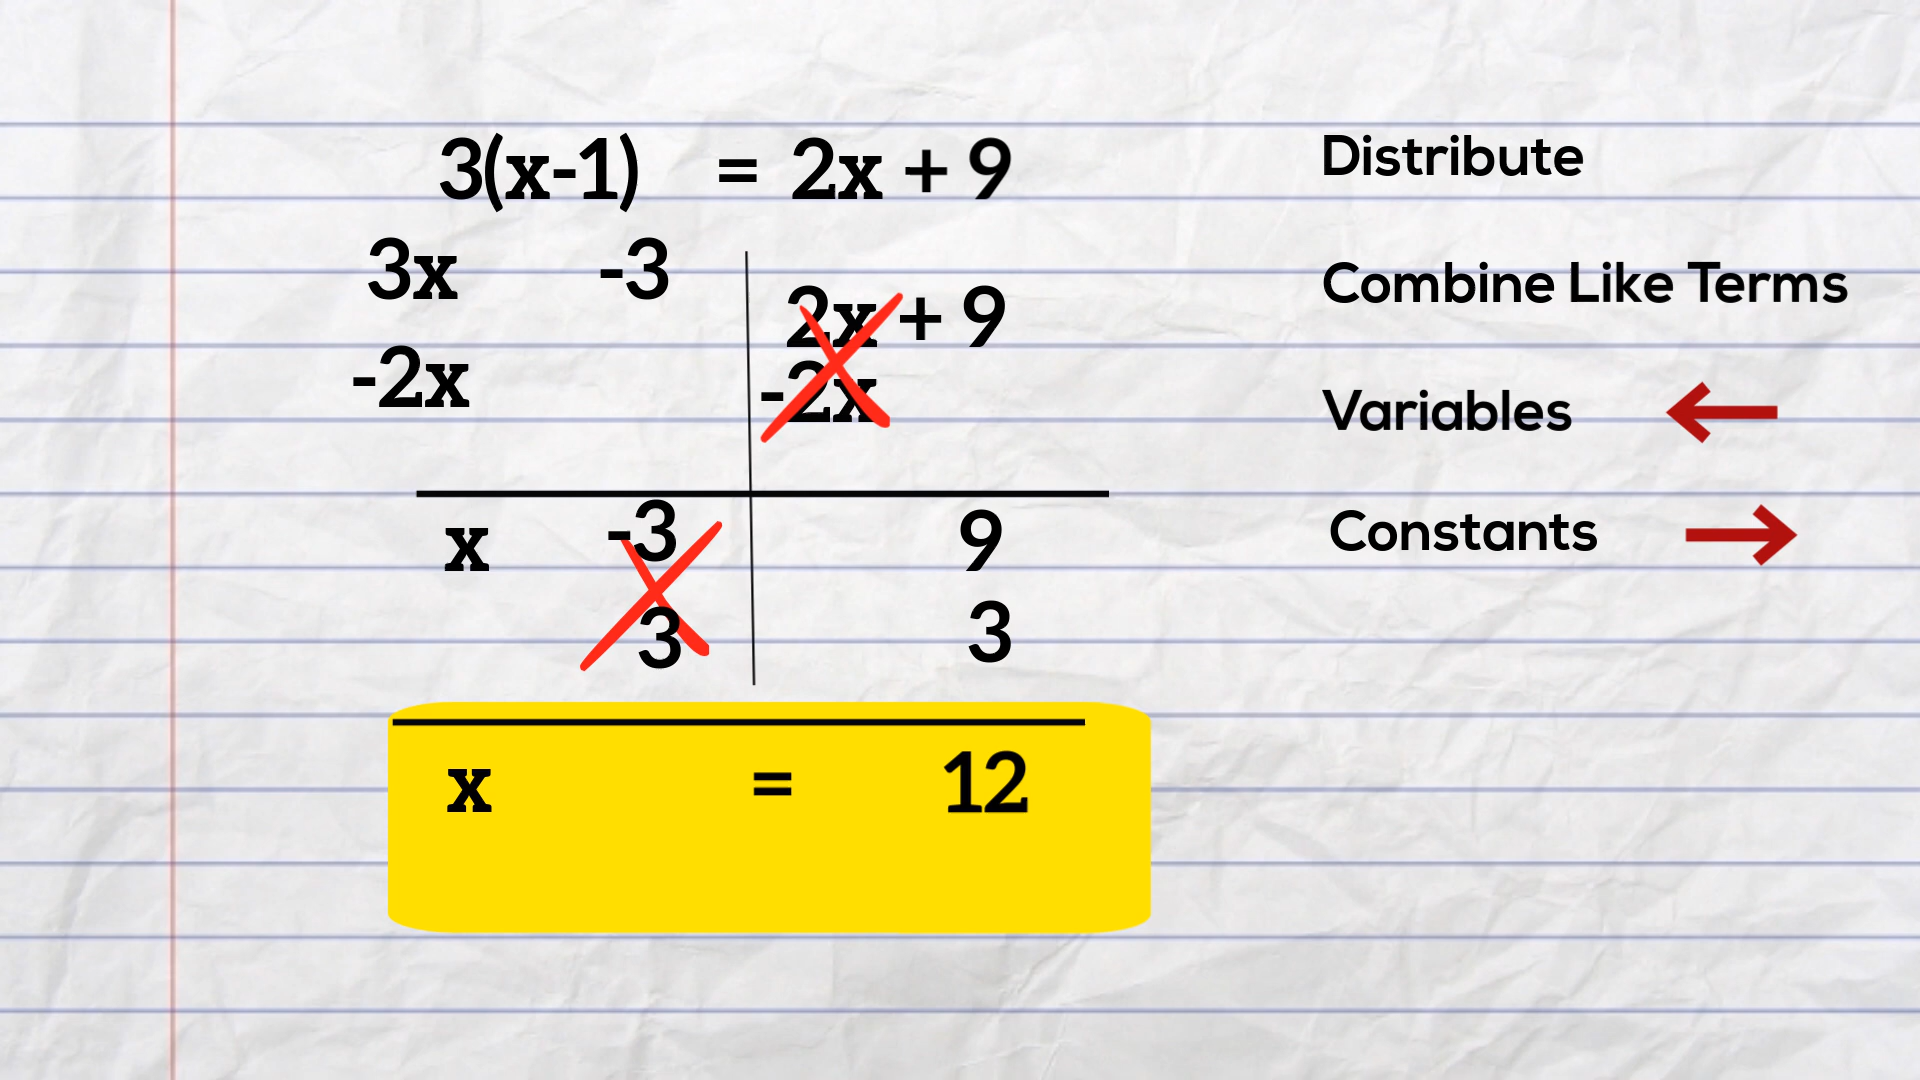 3(x-1) = 2x + 9
3x -3
2x + 9
-2x
-2x
x -3 9
3 3
x = 12
Distribute
Combine Like Terms
Variables ←
Constants →